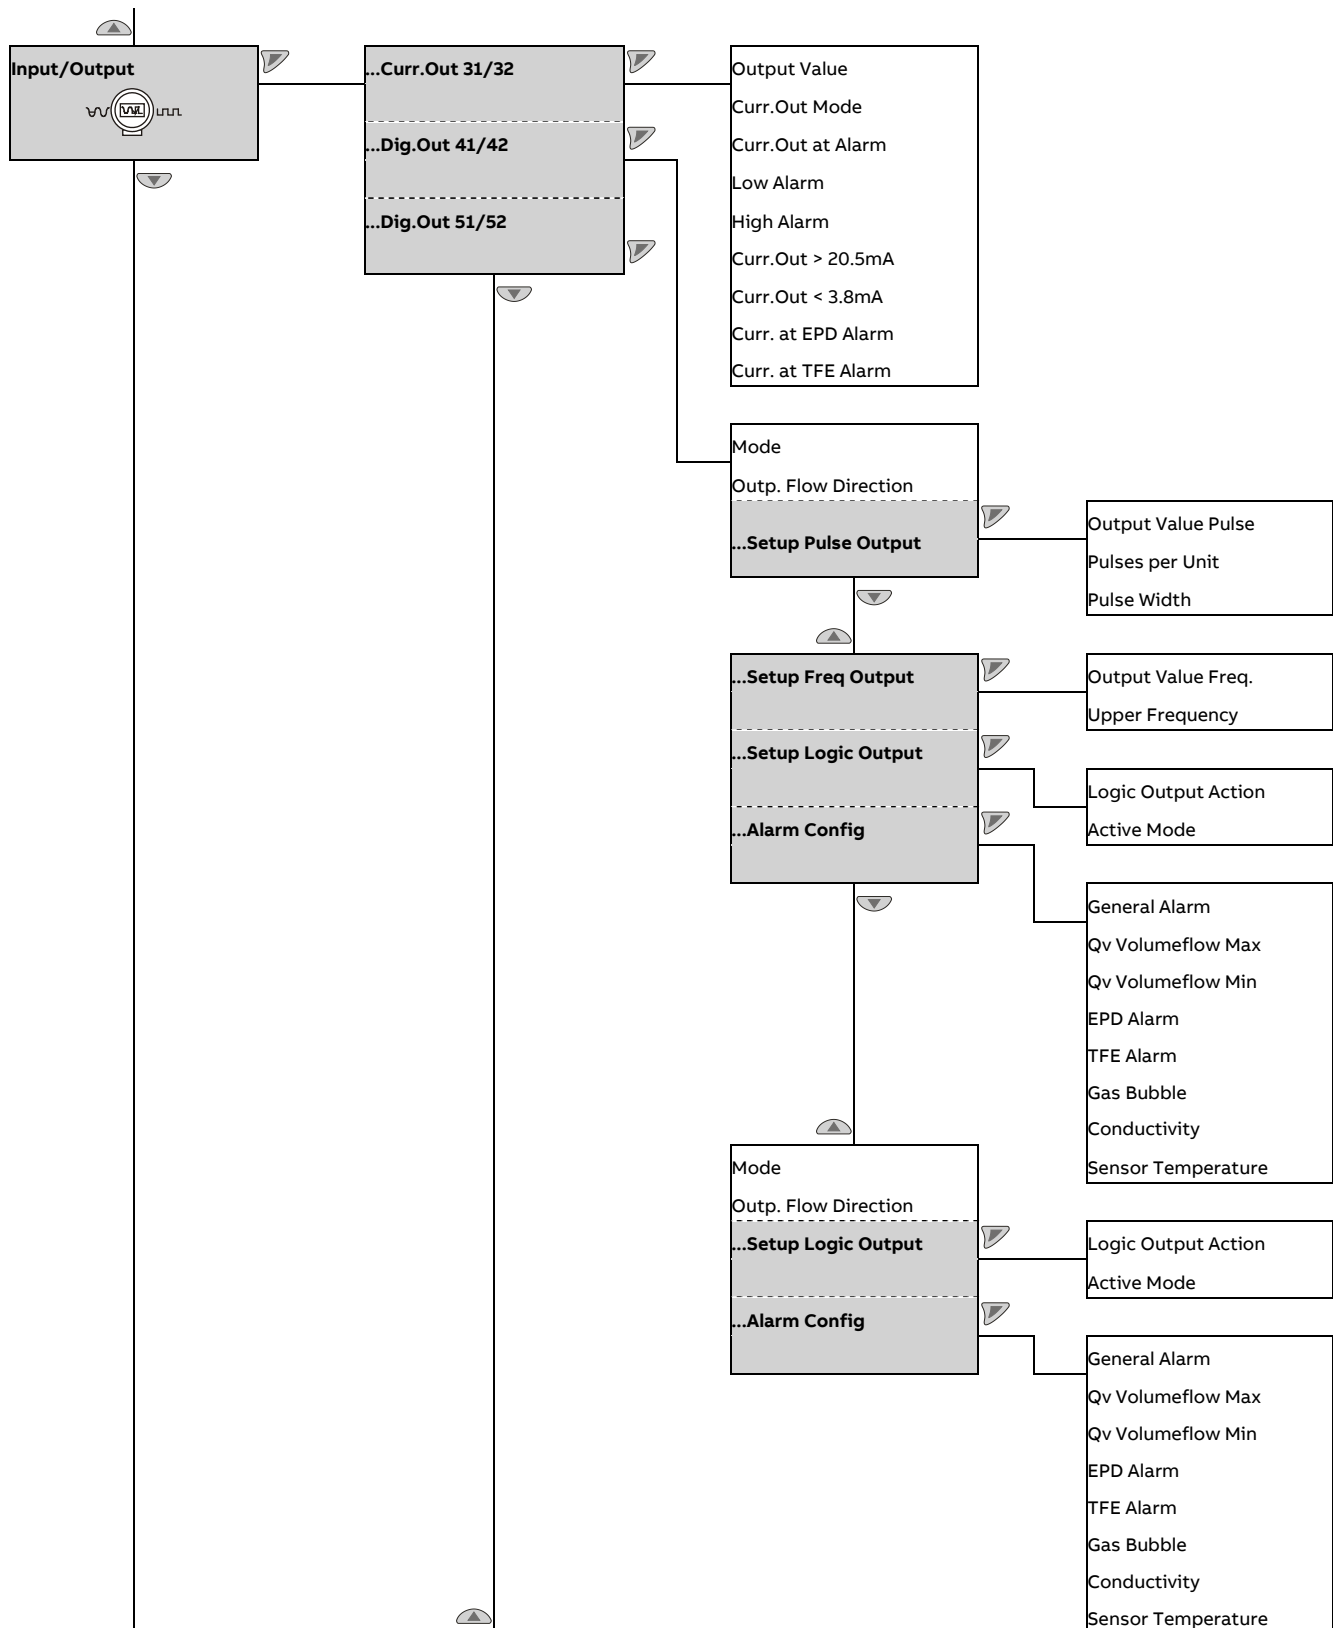 Input/Output
...Curr.Out 31/32
...Dig.Out 41/42
...Dig.Out 51/52
Output Value
Curr.Out Mode
Curr.Out at Alarm
Low Alarm
High Alarm
Curr.Out > 20.5mA
Curr.Out < 3.8mA
Curr. at EPD Alarm
Curr. at TFE Alarm
Mode
Outp. Flow Direction
...Setup Pulse Output
Output Value Pulse
Pulses per Unit
Pulse Width
...Setup Freq Output
...Setup Logic Output
...Alarm Config
Output Value Freq.
Upper Frequency
Logic Output Action
Active Mode
General Alarm
Qv Volumeflow Max
Qv Volumeflow Min
EPD Alarm
TFE Alarm
Gas Bubble
Conductivity
Sensor Temperature
Mode
Outp. Flow Direction
...Setup Logic Output
...Alarm Config
Logic Output Action
Active Mode
General Alarm
Qv Volumeflow Max
Qv Volumeflow Min
EPD Alarm
TFE Alarm
Gas Bubble
Conductivity
Sensor Temperature